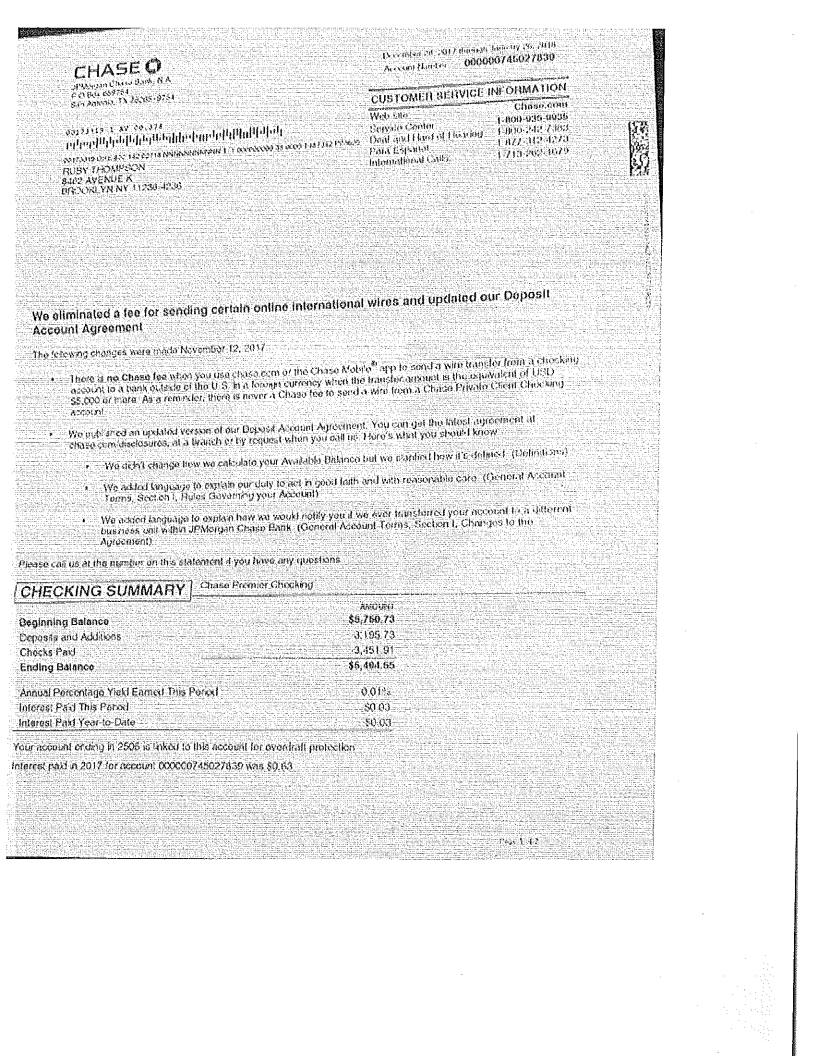 December 28, 2017 through January 26, 2018
Account Number: 000000745027839
CHASE
JPMorgan Chase Bank, N.A.
P O Box 659754
San Antonio, TX 78265-9754
CUSTOMER SERVICE INFORMATION
Web site: Chase.com
Service Center: 1-800-935-9935
Deaf and Hard of Hearing: 1-800-242-7383
Para Espanol: 1-877-312-4273
International Calls: 1-713-262-1679
RUBY THOMPSON
8402 AVENUE K
BROOKLYN NY 11236-4236
We eliminated a fee for sending certain online international wires and updated our Deposit
Account Agreement
The following changes were made November 12, 2017
• There is no Chase fee when you use chase.com or the Chase Mobile® app to send a wire transfer from a checking
account to a bank outside of the U.S. in a foreign currency when the transfer amount is the equivalent of USD
$5,000 or more. As a reminder, there is never a Chase fee to send a wire from a Chase Private Client Checking
account.
• We published an updated version of our Deposit Account Agreement. You can get the latest agreement at
chase.com/disclosures, at a branch or by request when you call us. Here's what you should know
• We didn't change how we calculate your Available Balance but we clarified how it's defined. (Definitions)
• We added language to explain our duty to act in good faith and with reasonable care. (General Account
Terms, Section I, Rules Governing your Account)
• We added language to explain how we would notify you if we ever transferred your account to a different
business unit within JPMorgan Chase Bank. (General Account Terms, Section I, Changes to the
Agreement)
Please call us at the number on this statement if you have any questions.
CHECKING SUMMARY Chase Premier Checking
AMOUNT
Beginning Balance $5,750.73
Deposits and Additions 3,195.73
Checks Paid -3,451.91
Ending Balance $5,494.55
Annual Percentage Yield Earned This Period 0.01%
Interest Paid This Period $0.03
Interest Paid Year-to-Date $0.03
Your account ending in 2506 is linked to this account for overdraft protection
Interest paid in 2017 for account 000000745027839 was $0.63.
Page 1 of 2